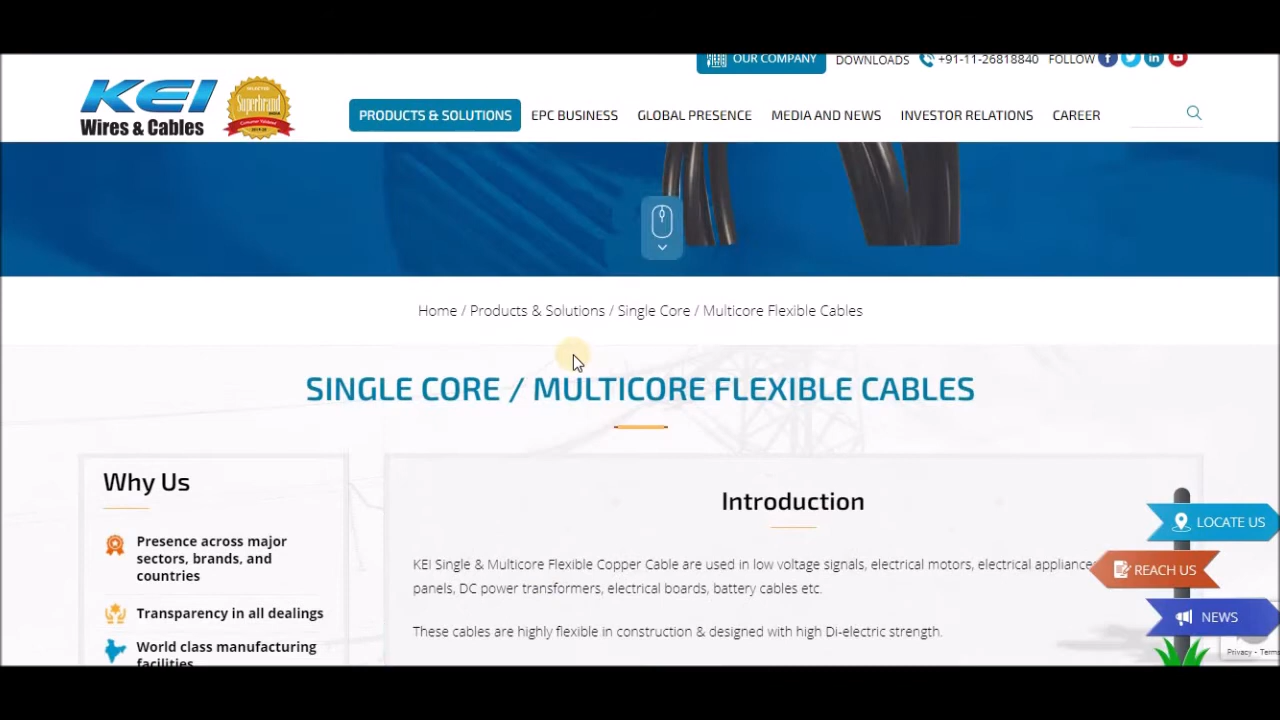 OUR COMPANY DOWNLOADS +91-11-26818840 FOLLOW
KEI
Wires & Cables
SELECTED
Superbrand
PRODUCTS & SOLUTIONS EPC BUSINESS GLOBAL PRESENCE MEDIA AND NEWS INVESTOR RELATIONS CAREER
Home / Products & Solutions / Single Core / Multicore Flexible Cables
SINGLE CORE / MULTICORE FLEXIBLE CABLES
Why Us
Presence across major
sectors, brands, and
countries
Transparency in all dealings
World class manufacturing
facilities
Introduction
KEI Single & Multicore Flexible Copper Cable are used in low voltage signals, electrical motors, electrical appliances
panels, DC power transformers, electrical boards, battery cables etc.
These cables are highly flexible in construction & designed with high Di-electric strength.
LOCATE US
REACH US
NEWS
Privacy - Terms